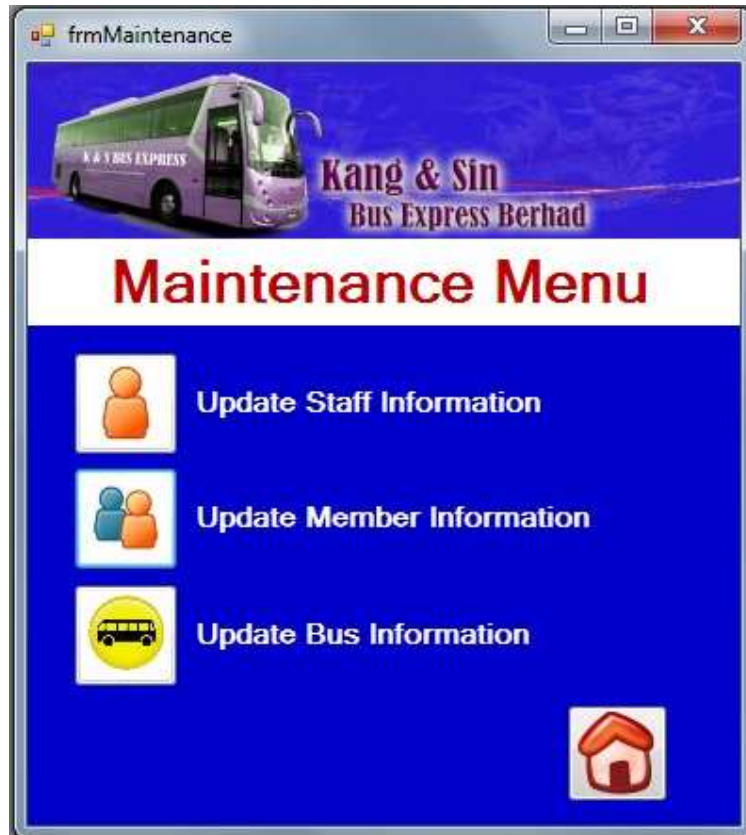 frmMaintenance
K & S BUS EXPRESS
Kang & Sin
Bus Express Berhad
Maintenance Menu
Update Staff Information
Update Member Information
Update Bus Information